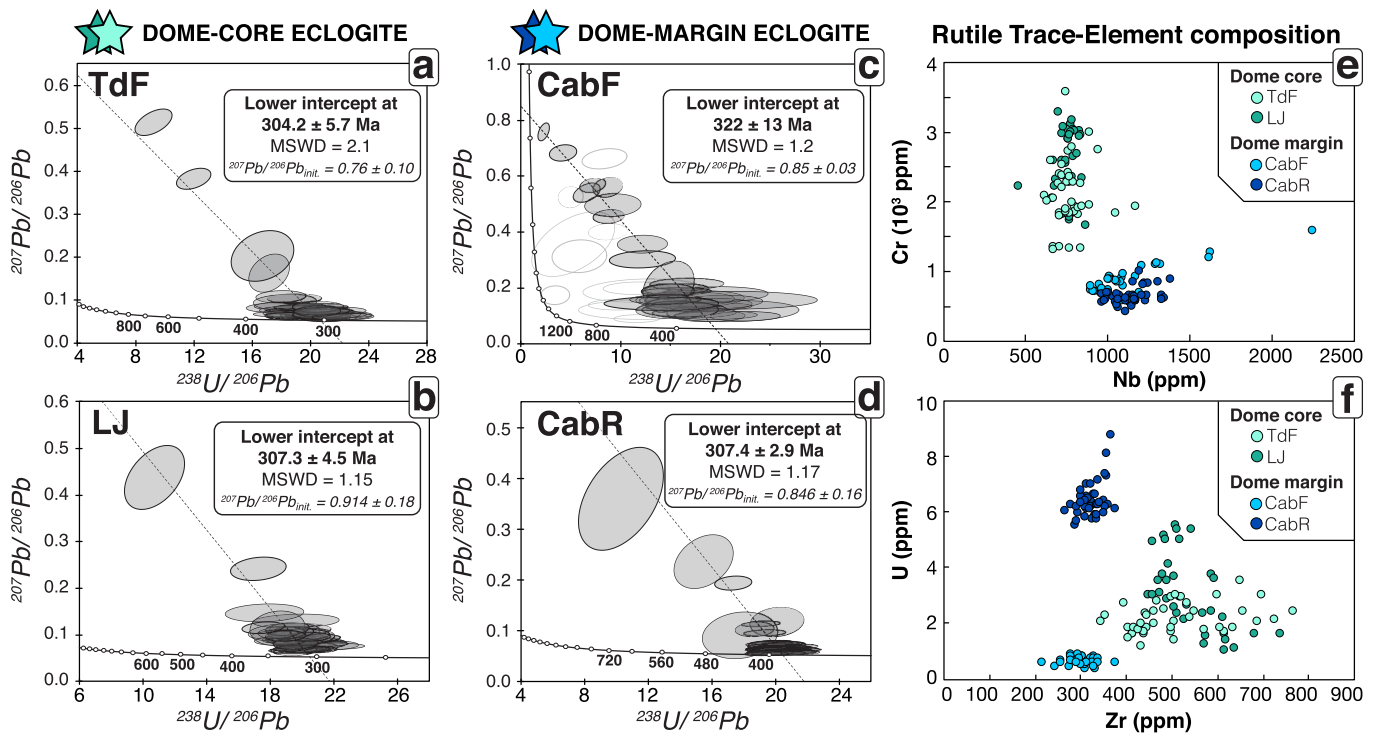 DOME-CORE ECLOGITE
DOME-MARGIN ECLOGITE
Rutile Trace-Element composition
a
TdF
Lower intercept at
304.2 ± 5.7 Ma
MSWD = 2.1
207Pb/ 206Pbinit. = 0.76 ± 0.10
207Pb/ 206Pb
0.6
0.5
0.4
0.3
0.2
0.1
0.0
800 600 400 300
4 8 12 16 20 24 28
238U/ 206Pb
c
CabF
Lower intercept at
322 ± 13 Ma
MSWD = 1.2
207Pb/ 206Pbinit. = 0.85 ± 0.03
207Pb/ 206Pb
1.0
0.8
0.6
0.4
0.2
0.0
1200 800 400
0 10 20 30
238U/ 206Pb
e
Dome core
TdF
LJ
Dome margin
CabF
CabR
Cr (10³ ppm)
4
3
2
1
0
500 1000 1500 2000 2500
Nb (ppm)
b
LJ
Lower intercept at
307.3 ± 4.5 Ma
MSWD = 1.15
207Pb/ 206Pbinit. = 0.914 ± 0.18
207Pb/ 206Pb
0.6
0.5
0.4
0.3
0.2
0.1
0.0
600 500 400 300
6 10 14 18 22 26
238U/ 206Pb
d
CabR
Lower intercept at
307.4 ± 2.9 Ma
MSWD = 1.17
207Pb/ 206Pbinit. = 0.846 ± 0.16
207Pb/ 206Pb
0.5
0.4
0.3
0.2
0.1
0.0
720 560 480 400
4 8 12 16 20 24
238U/ 206Pb
f
Dome core
TdF
LJ
Dome margin
CabF
CabR
U (ppm)
10
8
6
4
2
0
0 100 200 300 400 500 600 700 800 900
Zr (ppm)